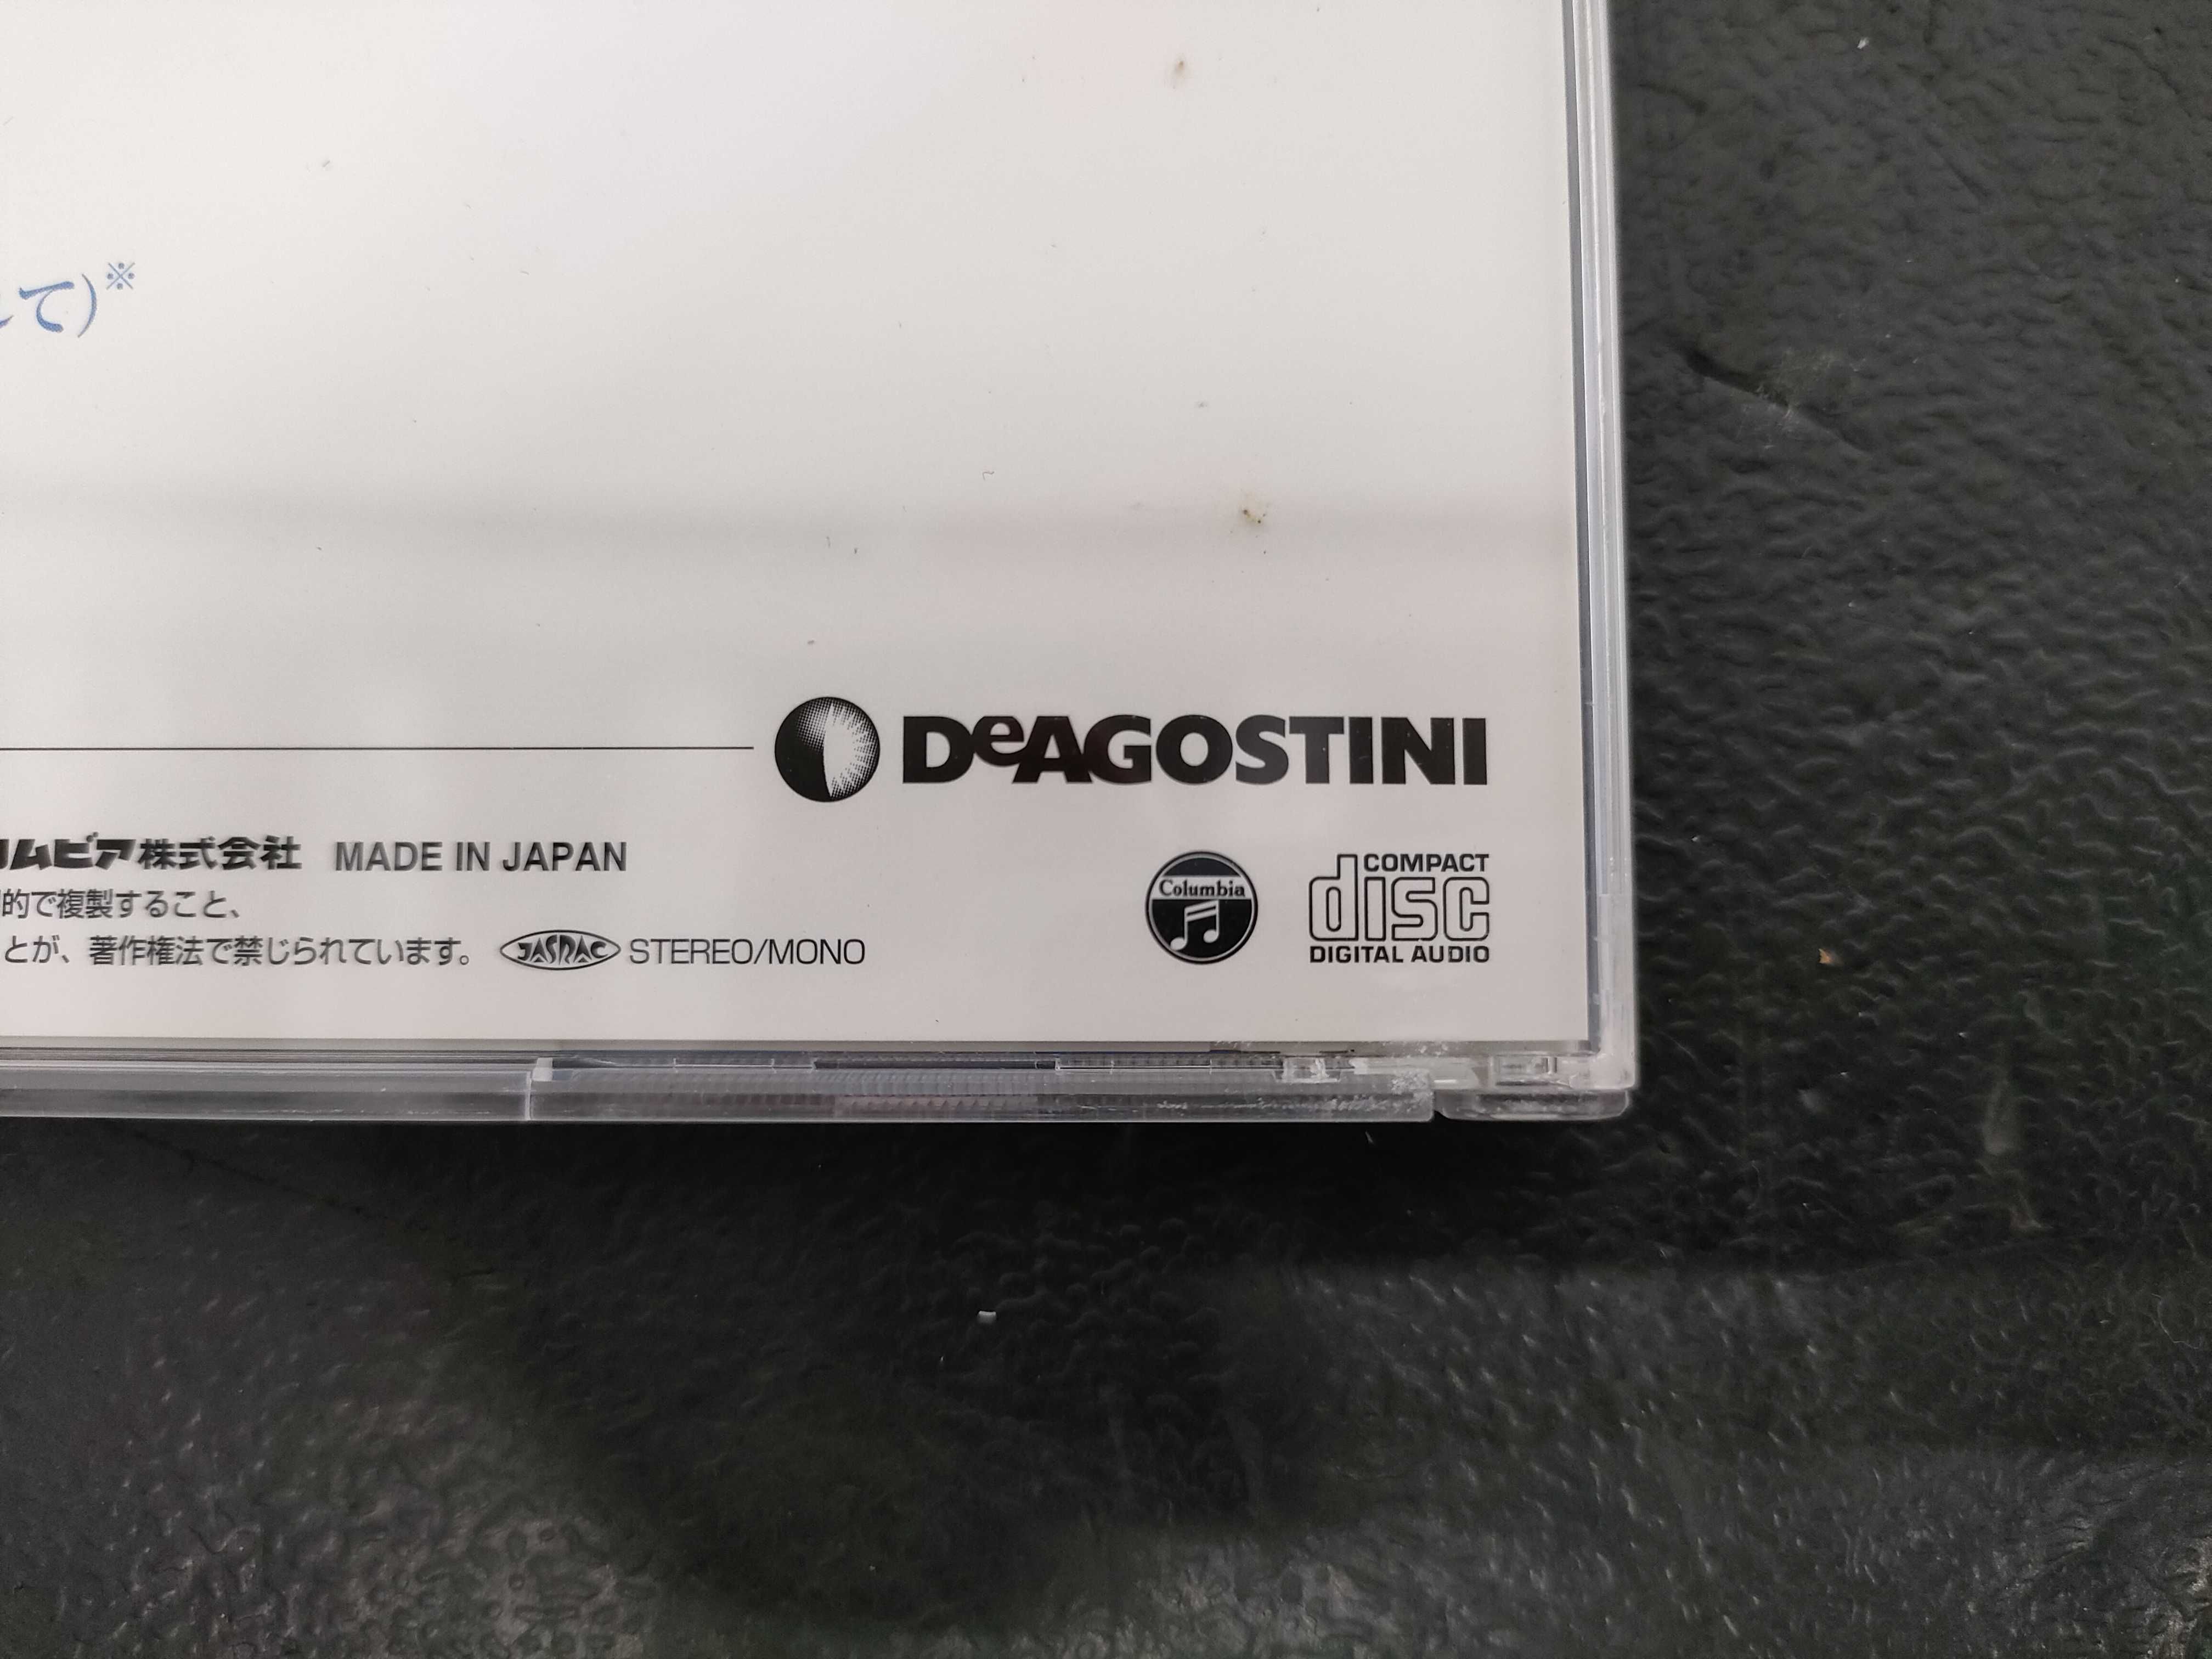 て)※
DeAGOSTINI
ムビア株式会社 MADE IN JAPAN
的で複製すること、
とが、著作権法で禁じられています。 JASRAC STEREO/MONO
Columbia
COMPACT
disc
DIGITAL AUDIO